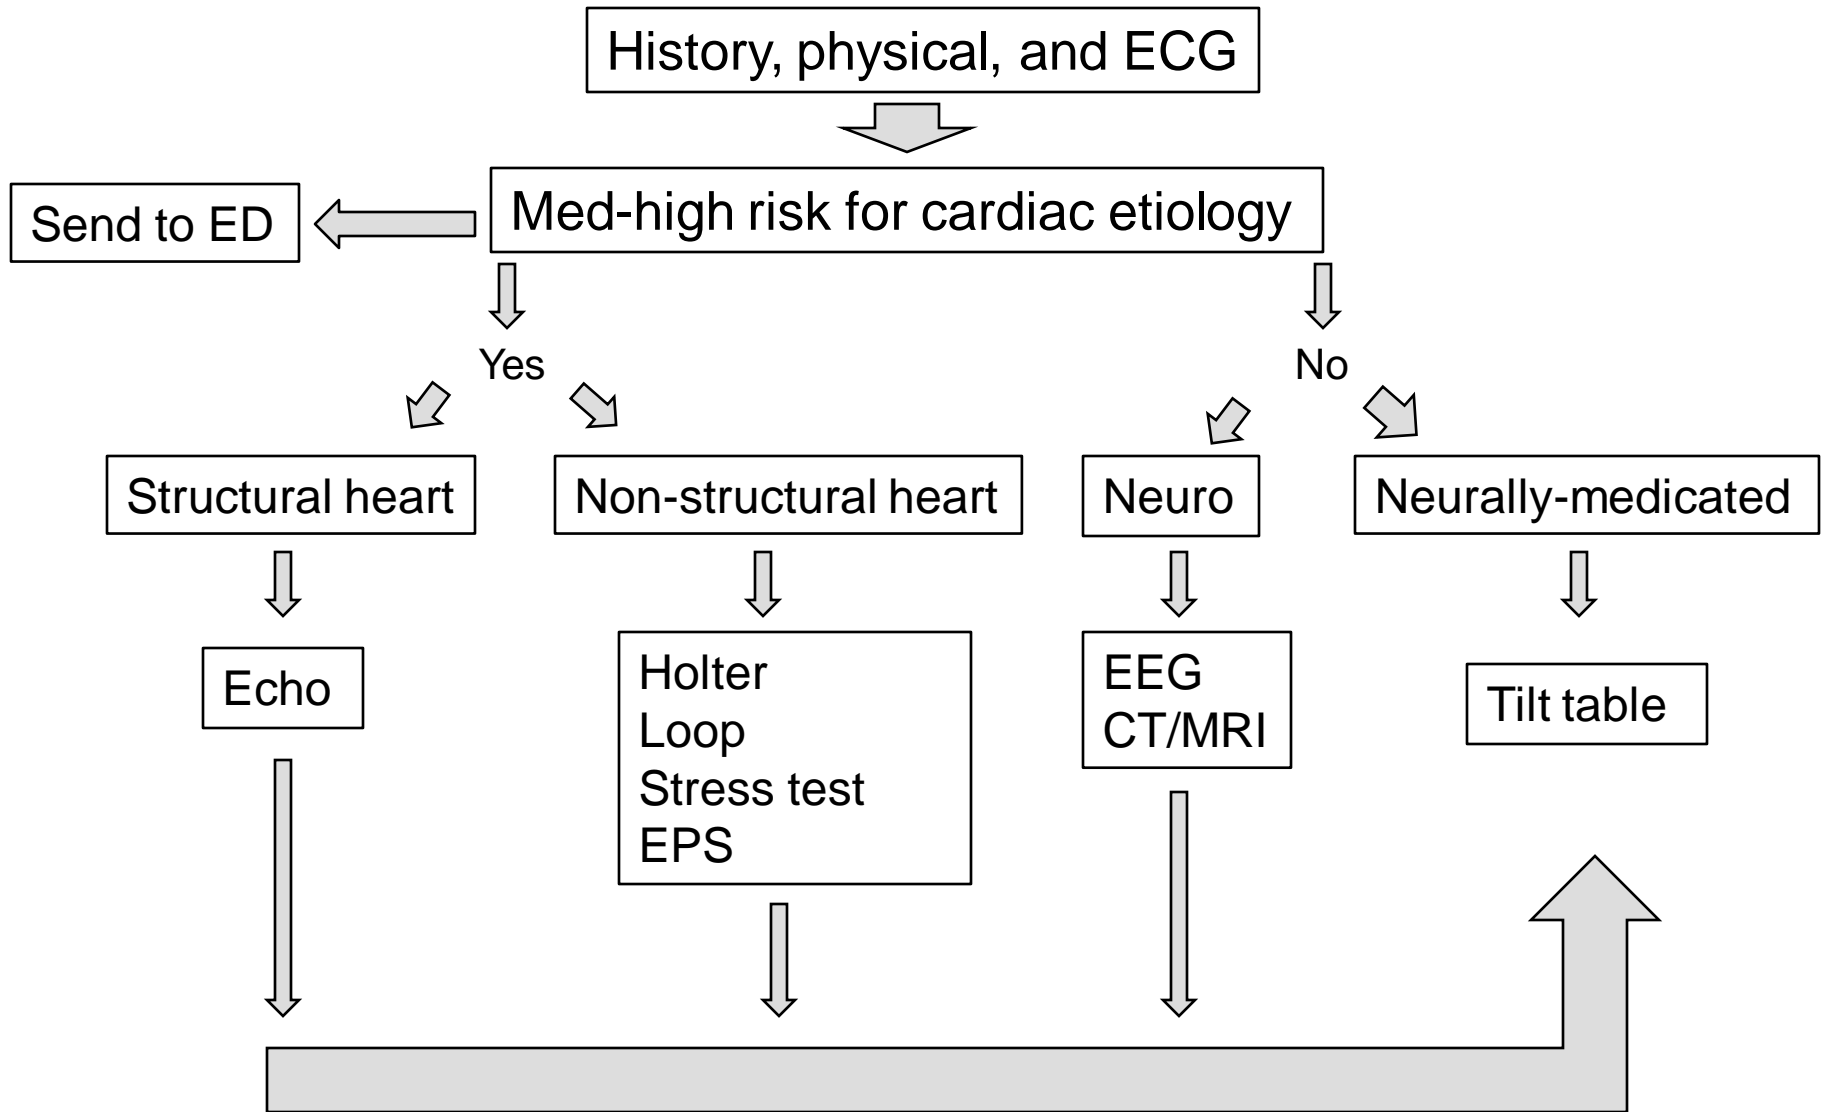 History, physical, and ECG
Med-high risk for cardiac etiology
Send to ED
Yes
No
Structural heart
Non-structural heart
Neuro
Neurally-medicated
Echo
Holter
Loop
Stress test
EPS
EEG
CT/MRI
Tilt table